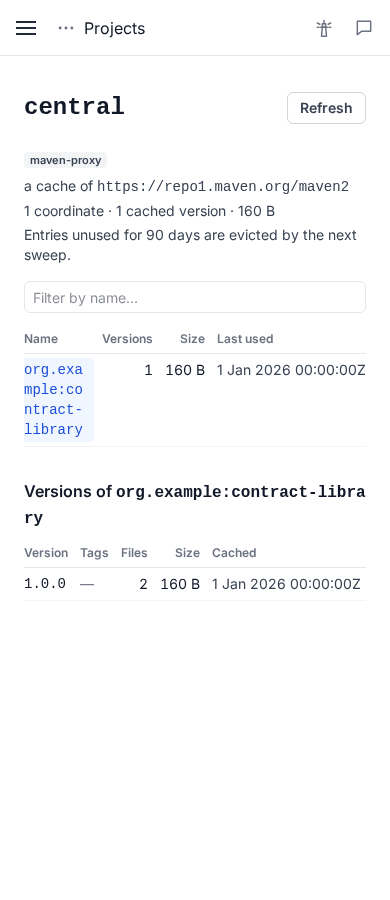 Projects
central
Refresh
maven-proxy
a cache of https://repo1.maven.org/maven2
1 coordinate · 1 cached version · 160 B
Entries unused for 90 days are evicted by the next
sweep.
Filter by name...
Name Versions Size Last used
org.exa
mple:co
ntract-
library
1 160 B 1 Jan 2026 00:00:00Z
Versions of org.example:contract-libra
ry
Version Tags Files Size Cached
1.0.0 — 2 160 B 1 Jan 2026 00:00:00Z